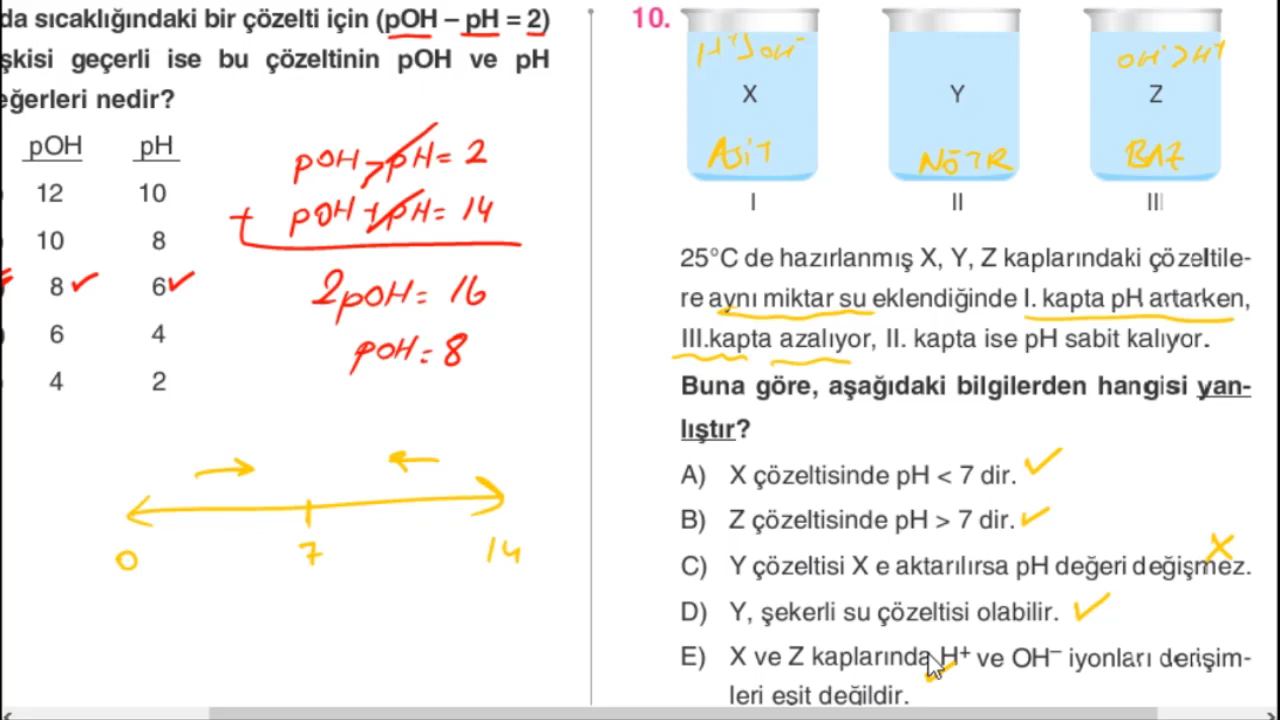 da sıcaklığındaki bir çözelti için (pOH – pH = 2)
şkisi geçerli ise bu çözeltinin pOH ve pH
eğerleri nedir?
pOH pH
12 10
10 8
8 6
6 4
4 2
pOH - pH = 2
+ pOH + pH = 14
2pOH = 16
pOH = 8
0 7 14
10.
H⁺>OH⁻ OH⁻>H⁺
X Y Z
ASİT NÖTR BAZ
I II III
25°C de hazırlanmış X, Y, Z kaplarındaki çözeltile-
re aynı miktar su eklendiğinde I. kapta pH artarken,
III.kapta azalıyor, II. kapta ise pH sabit kalıyor.
Buna göre, aşağıdaki bilgilerden hangisi yan-
lıştır?
A) X çözeltisinde pH < 7 dir.
B) Z çözeltisinde pH > 7 dir.
C) Y çözeltisi X e aktarılırsa pH değeri değişmez.
D) Y, şekerli su çözeltisi olabilir.
E) X ve Z kaplarında H⁺ ve OH⁻ iyonları derişim-
leri eşit değildir.